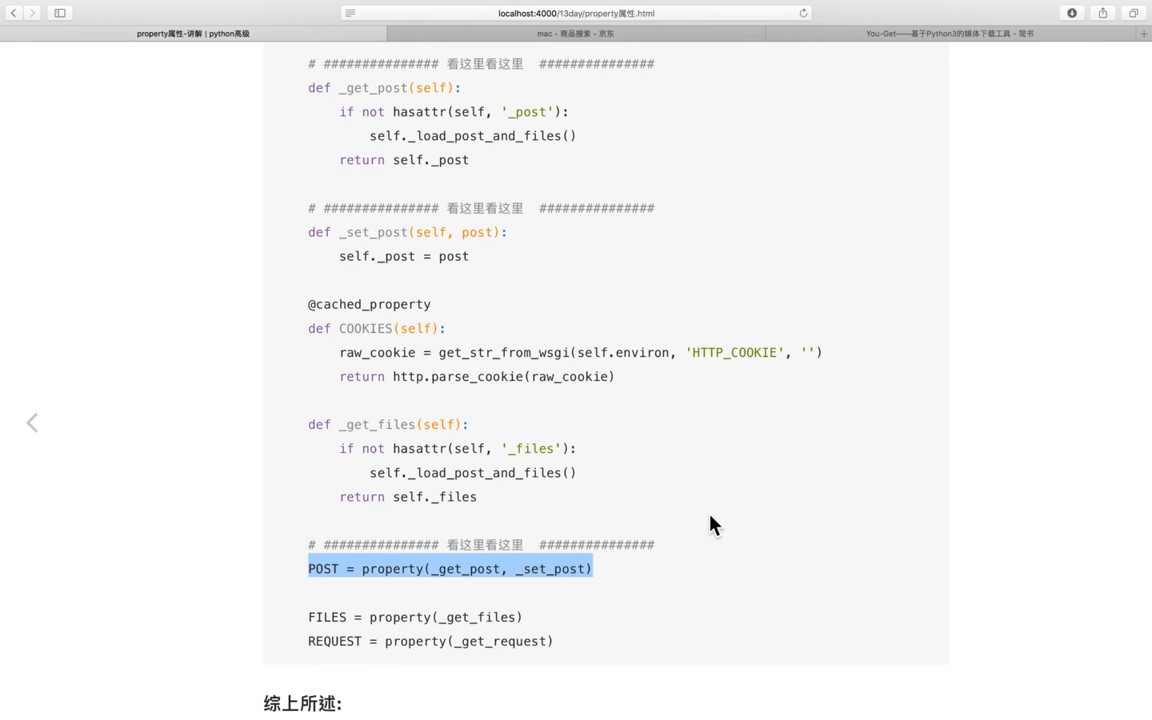 localhost:4000/13day/property属性.html
property属性-讲解 | python高级
mac - 商品搜索 - 京东
You-Get——基于Python3的媒体下载工具 - 简书
# ############### 看这里看这里 ###############
def _get_post(self):
if not hasattr(self, '_post'):
self._load_post_and_files()
return self._post
# ############### 看这里看这里 ###############
def _set_post(self, post):
self._post = post
@cached_property
def COOKIES(self):
raw_cookie = get_str_from_wsgi(self.environ, 'HTTP_COOKIE', '')
return http.parse_cookie(raw_cookie)
def _get_files(self):
if not hasattr(self, '_files'):
self._load_post_and_files()
return self._files
# ############### 看这里看这里 ###############
POST = property(_get_post, _set_post)
FILES = property(_get_files)
REQUEST = property(_get_request)
综上所述: